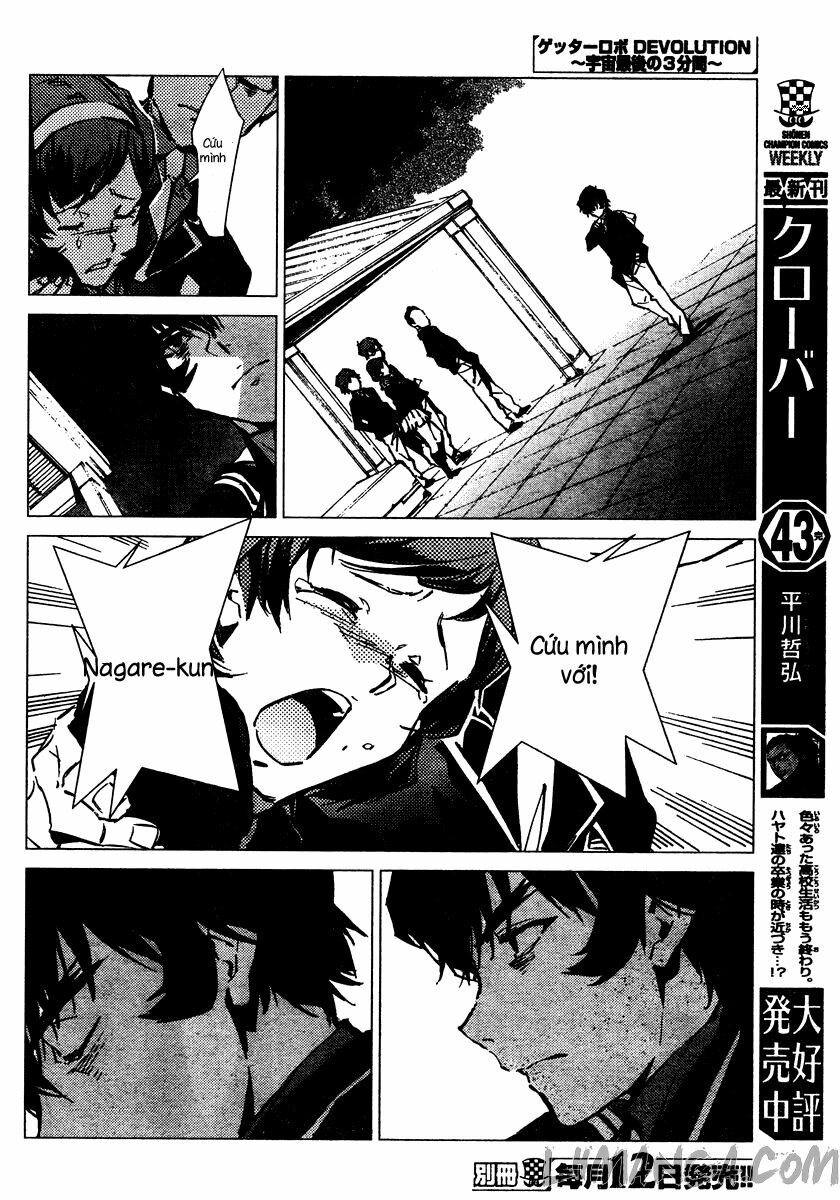 ゲッターロボ DEVOLUTION
～宇宙最後の3分間～
Cứu
mình
Cứu mình
với!
Nagare-kun
SHŌNEN
CHAMPION COMICS
WEEKLY
最新刊
クローバー
43
完
平川哲弘
色々あった高校生活ももう終わり。
ハヤト達の卒業の時が近づき…!?
大好評
発売中
別冊
毎月12日発売!!